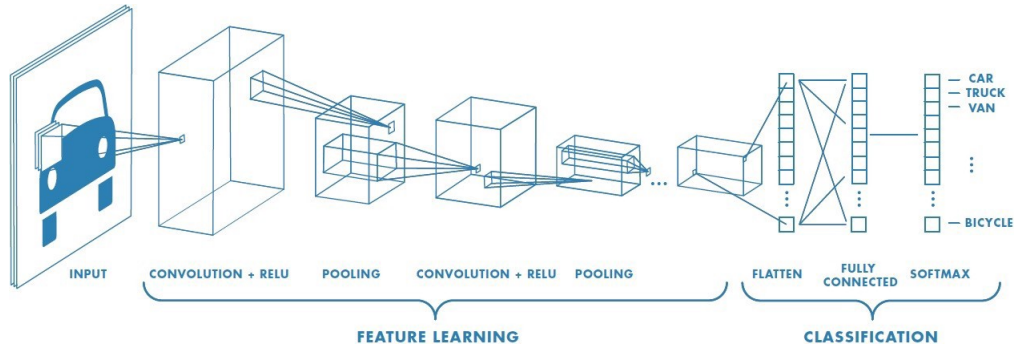 CAR
TRUCK
VAN
BICYCLE
INPUT
CONVOLUTION + RELU
POOLING
CONVOLUTION + RELU
POOLING
FLATTEN
FULLY
CONNECTED
SOFTMAX
FEATURE LEARNING
CLASSIFICATION